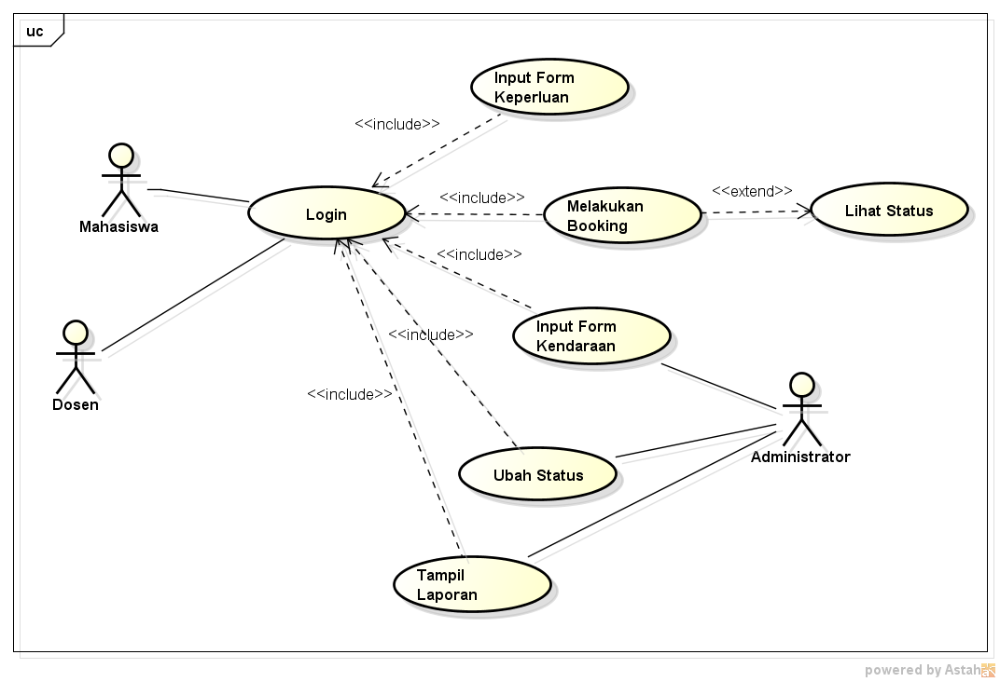 uc
Input Form
Keperluan
<<include>>
Mahasiswa
Login
<<include>>
Melakukan
Booking
<<extend>>
Lihat Status
<<include>>
Input Form
Kendaraan
<<include>>
Dosen
<<include>>
Administrator
Ubah Status
Tampil
Laporan
powered by Astah